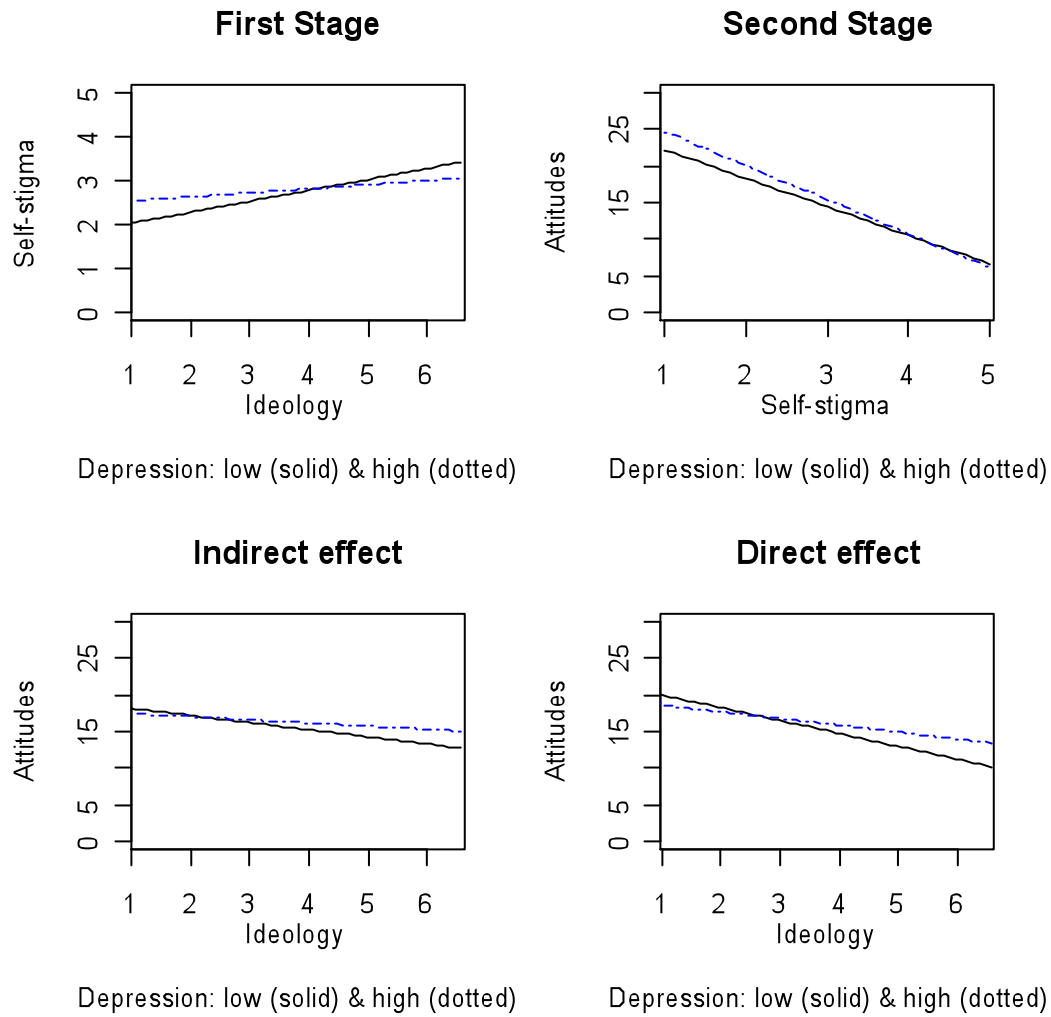 First Stage
Self-stigma
5
4
3
2
1
0
1 2 3 4 5 6
Ideology
Depression: low (solid) & high (dotted)
Second Stage
Attitudes
25
15
5
0
1 2 3 4 5
Self-stigma
Depression: low (solid) & high (dotted)
Indirect effect
Attitudes
25
15
5
0
1 2 3 4 5 6
Ideology
Depression: low (solid) & high (dotted)
Direct effect
Attitudes
25
15
5
0
1 2 3 4 5 6
Ideology
Depression: low (solid) & high (dotted)